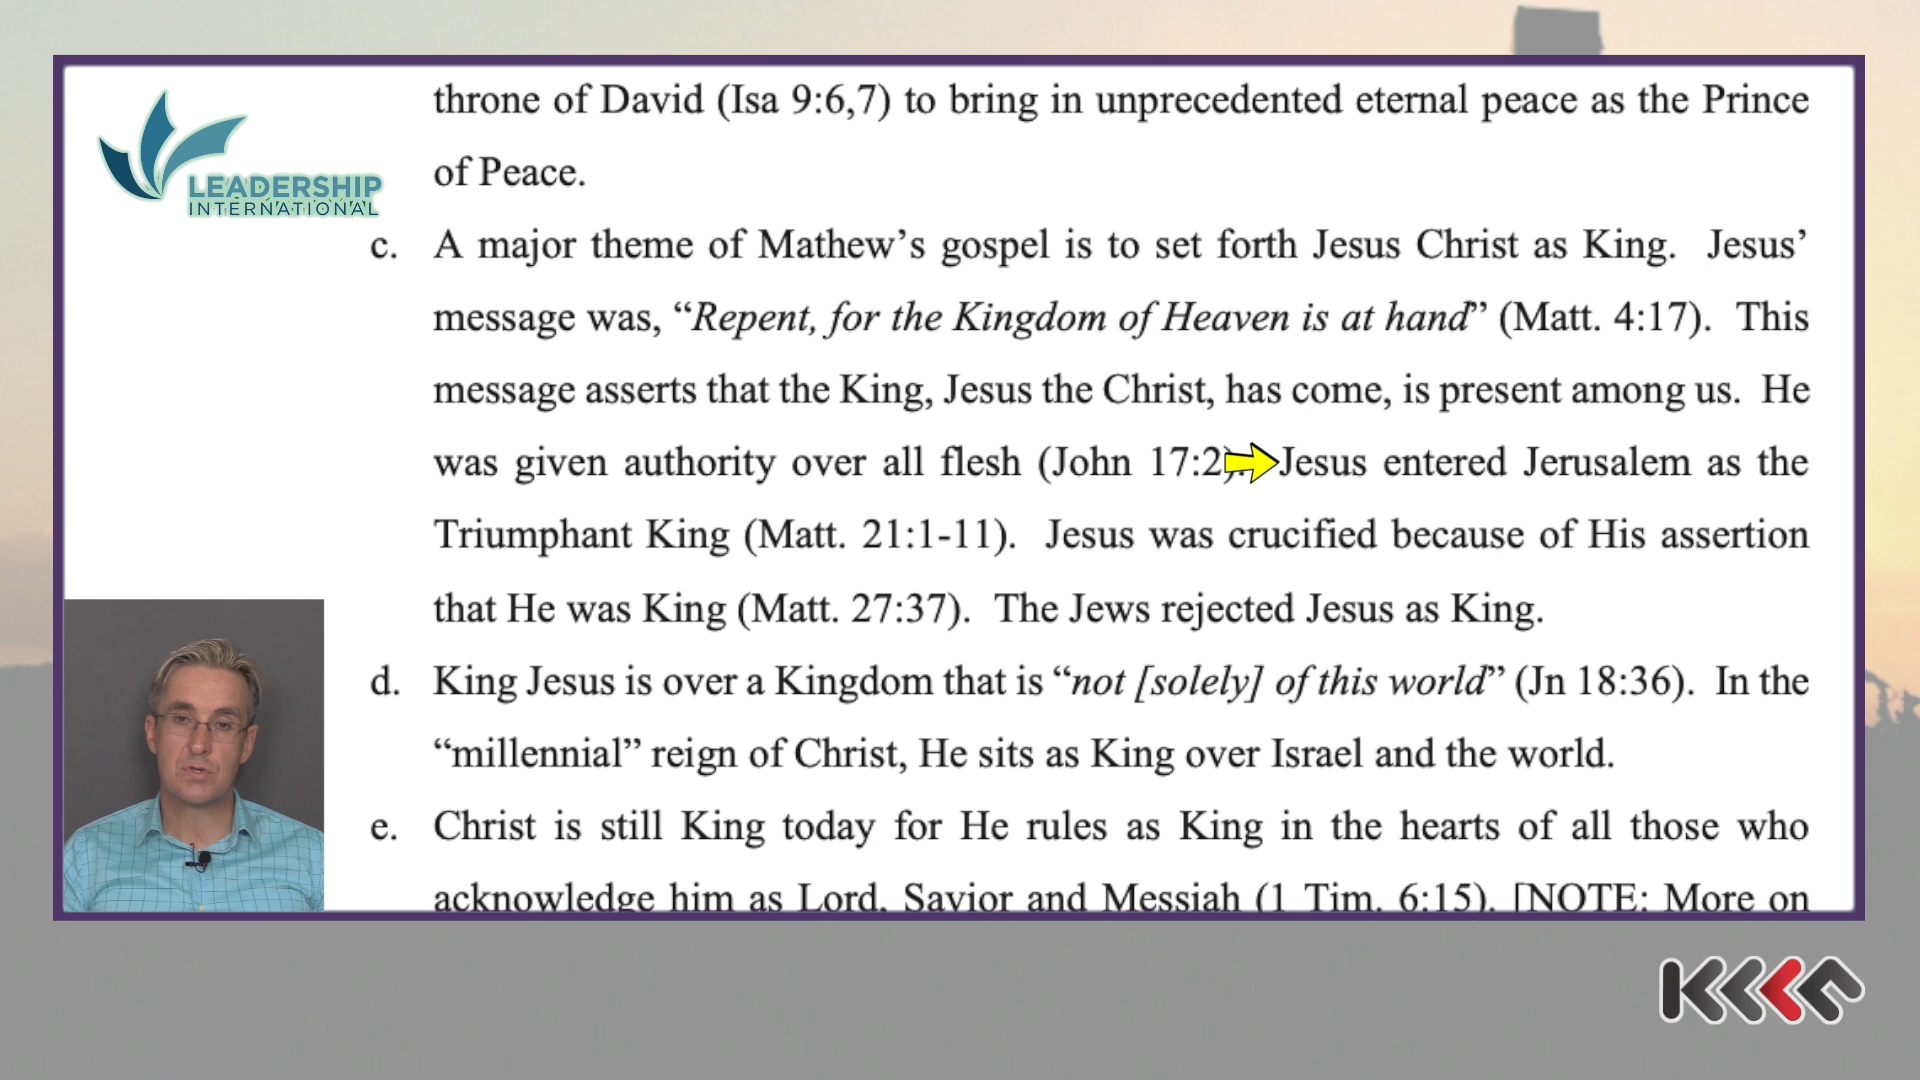 throne of David (Isa 9:6,7) to bring in unprecedented eternal peace as the Prince
of Peace.
LEADERSHIP
INTERNATIONAL
c. A major theme of Mathew’s gospel is to set forth Jesus Christ as King. Jesus’
message was, “Repent, for the Kingdom of Heaven is at hand” (Matt. 4:17). This
message asserts that the King, Jesus the Christ, has come, is present among us. He
was given authority over all flesh (John 17:2). Jesus entered Jerusalem as the
Triumphant King (Matt. 21:1-11). Jesus was crucified because of His assertion
that He was King (Matt. 27:37). The Jews rejected Jesus as King.
d. King Jesus is over a Kingdom that is “not [solely] of this world” (Jn 18:36). In the
“millennial” reign of Christ, He sits as King over Israel and the world.
e. Christ is still King today for He rules as King in the hearts of all those who
acknowledge him as Lord, Savior and Messiah (1 Tim. 6:15). [NOTE: More on